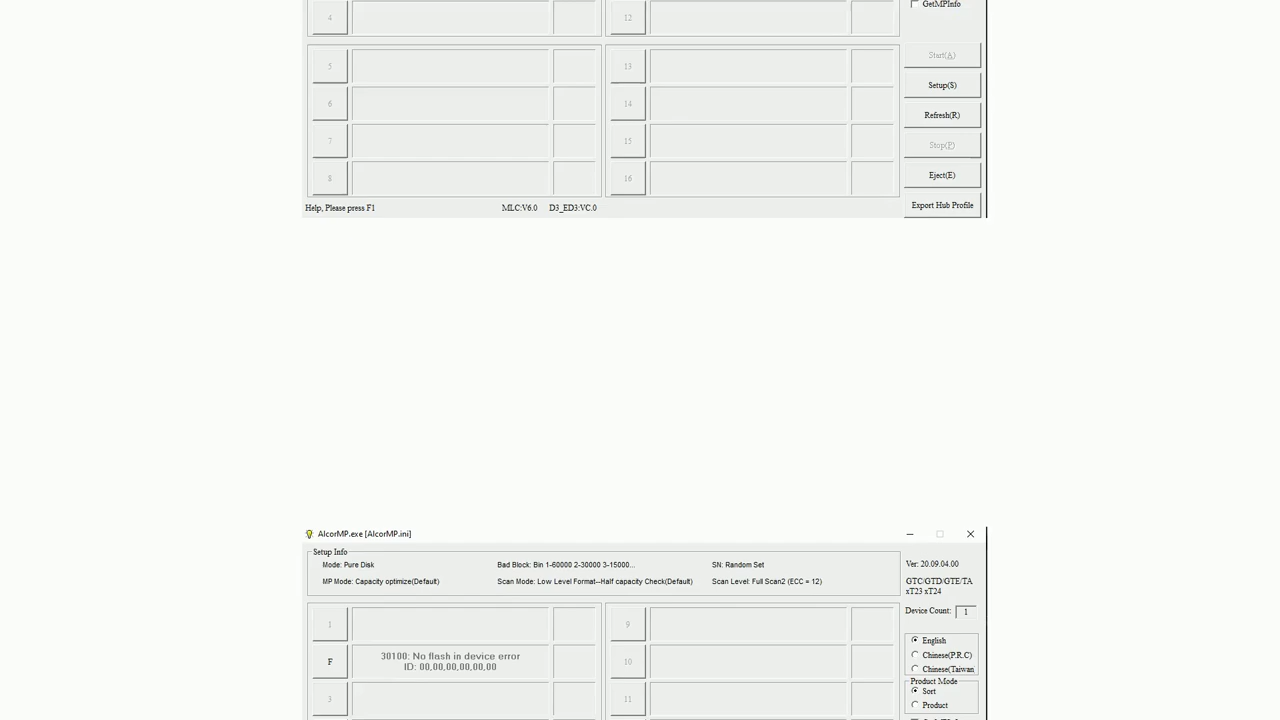 4
12
GetMPInfo
5
13
Start(A)
6
14
Setup(S)
7
15
Refresh(R)
Stop(P)
8
16
Eject(E)
Help, Please press F1
MLC:V6.0
D3_ED3:VC.0
Export Hub Profile
AlcorMP.exe [AlcorMP.ini]
Setup Info
Mode: Pure Disk
Bad Block: Bin 1-60000 2-30000 3-15000...
SN: Random Set
Ver: 20.09.04.00
MP Mode: Capacity optimize(Default)
Scan Mode: Low Level Format--Half capacity Check(Default)
Scan Level: Full Scan2 (ECC = 12)
GTC/GTD/GTE/TA
xT23 xT24
Device Count:
1
1
9
English
F
30100: No flash in device error
ID: 00,00,00,00,00,00
10
Chinese(P.R.C)
Chinese(Taiwan
Product Mode
3
11
Sort
Product